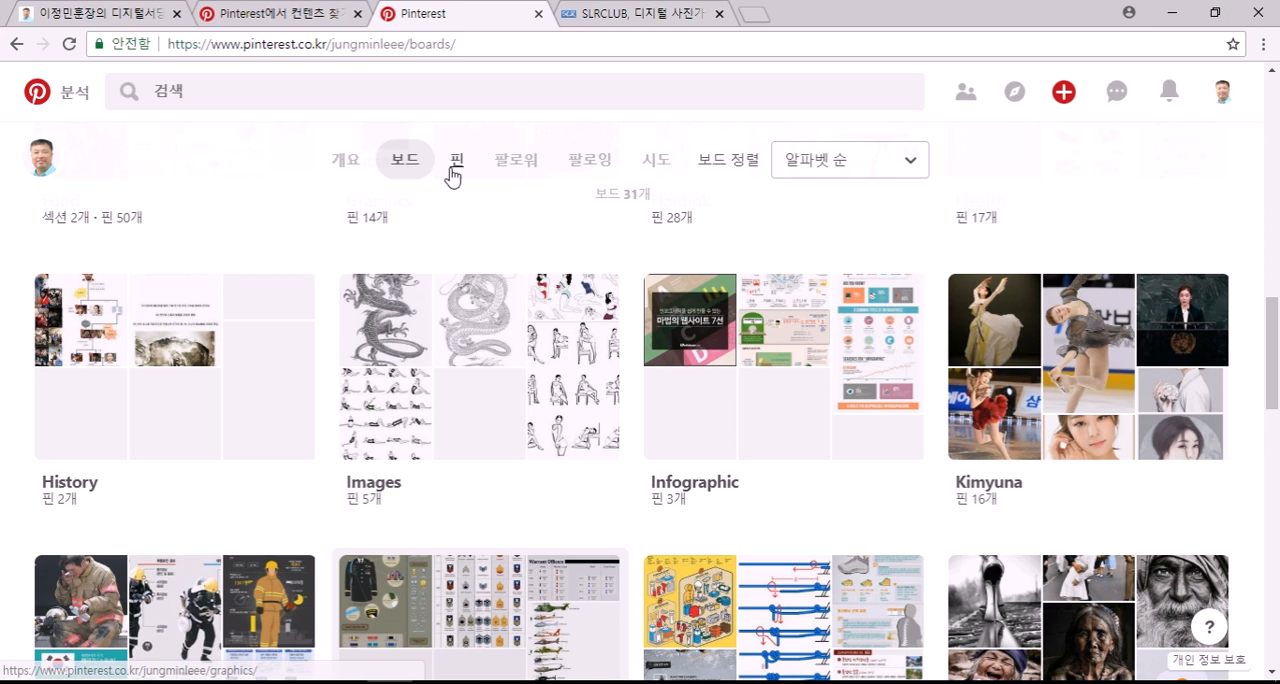 이정민훈장의 디지털서당
Pinterest에서 컨텐츠 찾기
Pinterest
SLRCLUB, 디지털 사진가
안전함
https://www.pinterest.co.kr/jungminleee/boards/
분석
검색
개요
보드
핀
팔로워
팔로잉
시도
보드 정렬
알파벳 순
보드 31개
섹션 2개 · 핀 50개
핀 14개
핀 28개
핀 17개
마법의 웹사이트 7선
History
핀 2개
Images
핀 5개
Infographic
핀 3개
Kimyuna
핀 16개
Warrant Officers
?
개인 정보 보호
https://www.pinterest.co.kr/jungminleee/graphics/